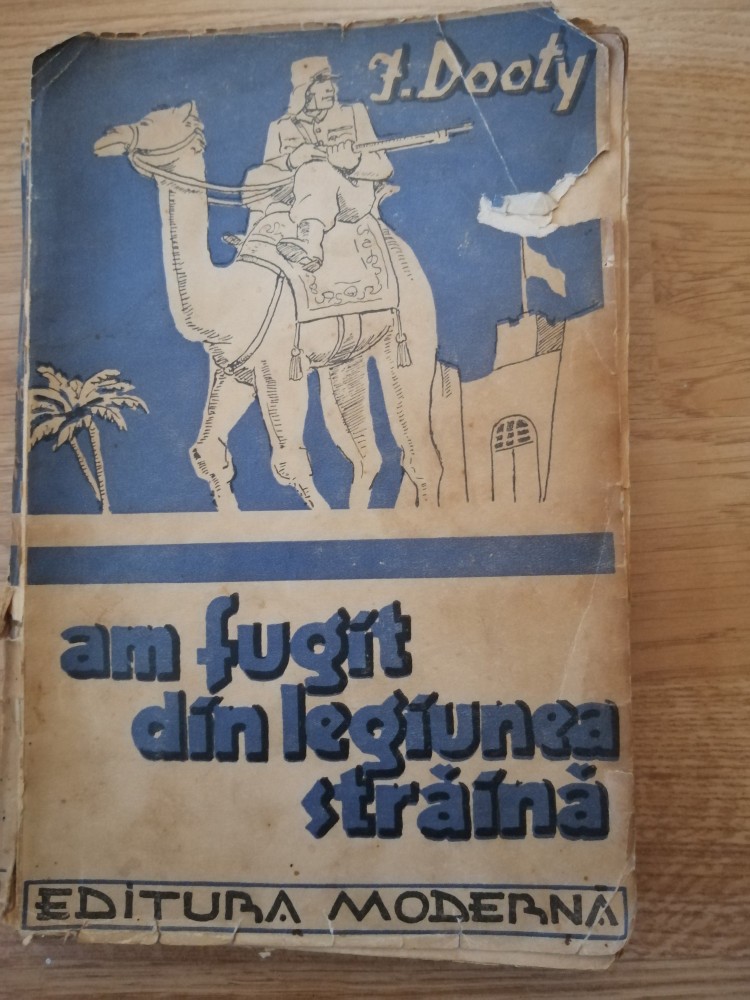 J. Dooty
am fugit
din legiunea
străină
EDITURA MODERNĂ